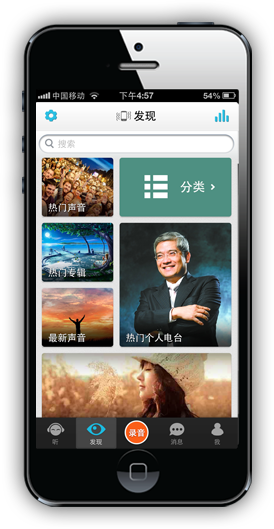 中国移动 下午4:57 54%
发现
搜索
热门声音
分类
热门专辑
最新声音
热门个人电台
听 发现 录音 消息 我